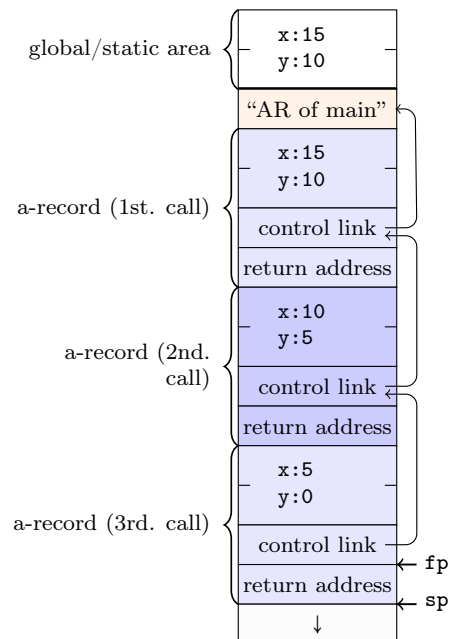 global/static area
x:15
y:10
“AR of main”
a-record (1st. call)
x:15
y:10
control link
return address
a-record (2nd.
call)
x:10
y:5
control link
return address
a-record (3rd. call)
x:5
y:0
control link
fp
return address
sp
↓